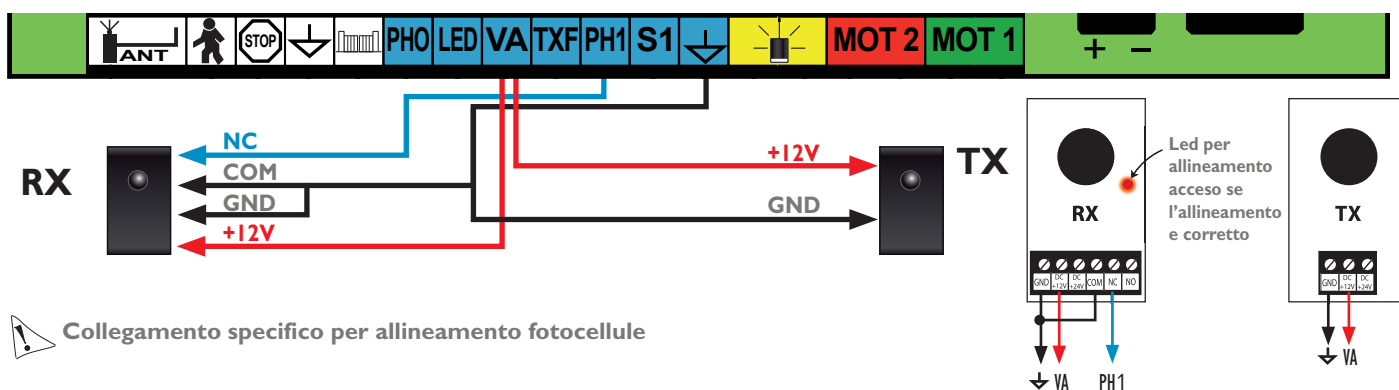 ANT STOP PHO LED VA TXF PH1 S1 MOT 2 MOT 1 + −
RX
NC
COM
GND
+12V
+12V
GND
TX
RX
Led per
allineamento
acceso se
l'allineamento
e corretto
TX
GND DC +12V DC +24V COM NC NO
GND DC +12V DC +24V
VA PH1
VA
! Collegamento specifico per allineamento fotocellule